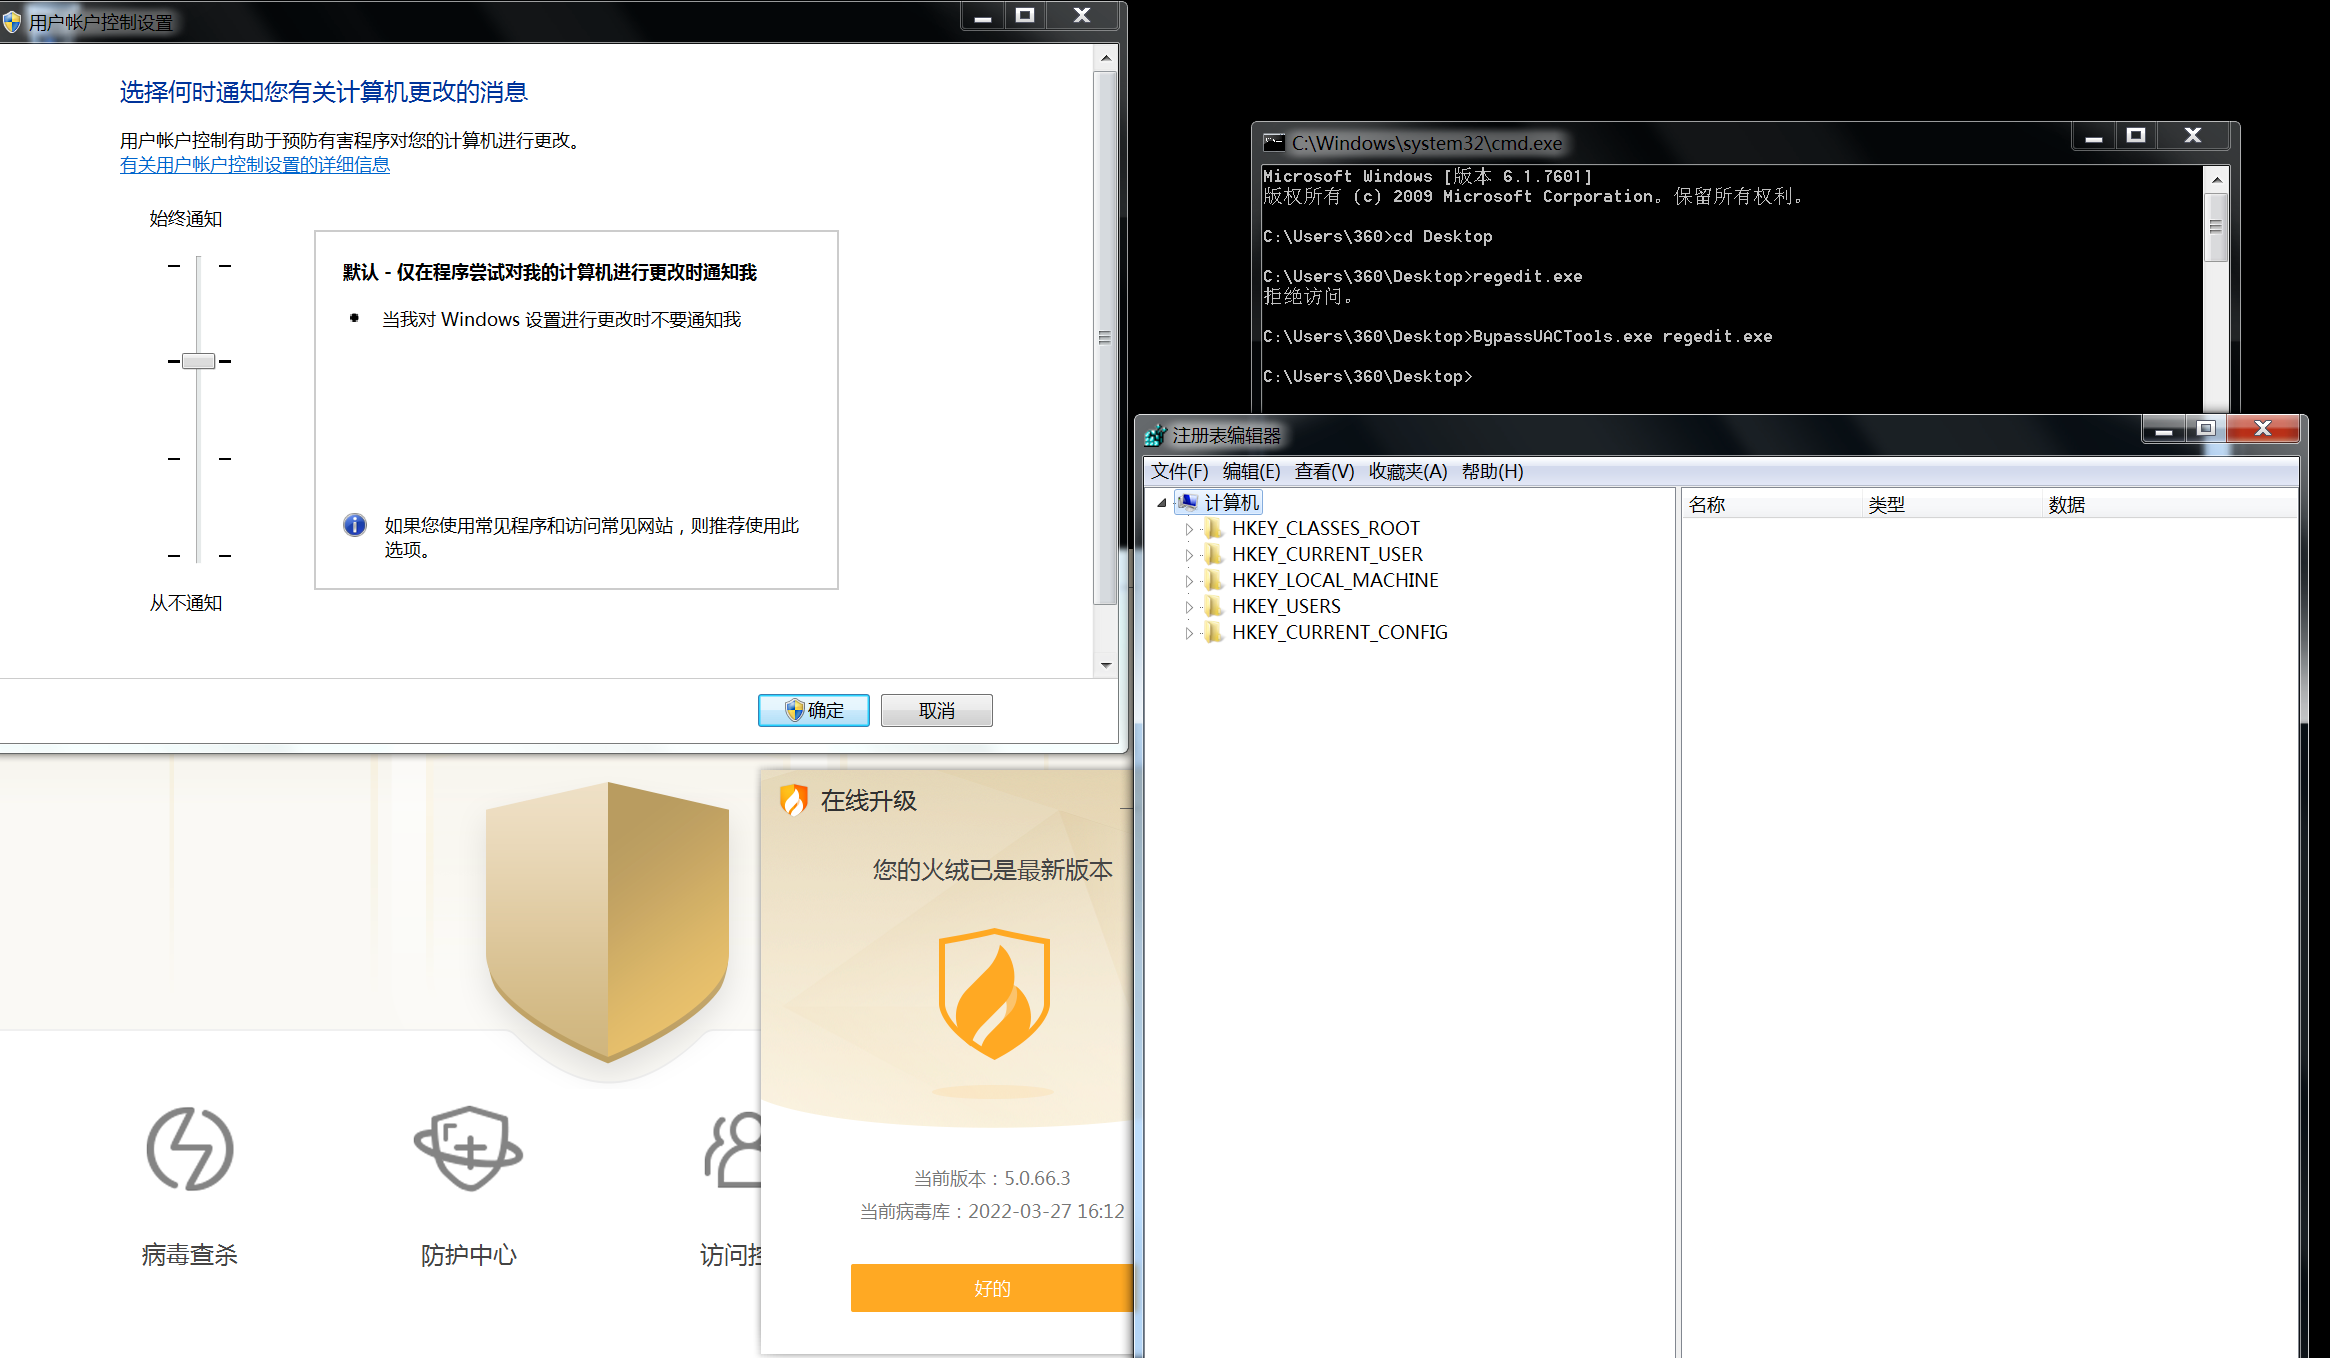 用户帐户控制设置
选择何时通知您有关计算机更改的消息
用户帐户控制有助于预防有害程序对您的计算机进行更改。
有关用户帐户控制设置的详细信息
始终通知
默认 - 仅在程序尝试对我的计算机进行更改时通知我
当我对 Windows 设置进行更改时不要通知我
如果您使用常见程序和访问常见网站，则推荐使用此
选项。
从不通知
确定
取消
C:\Windows\system32\cmd.exe
Microsoft Windows [版本 6.1.7601]
版权所有 (c) 2009 Microsoft Corporation。保留所有权利。
C:\Users\360>cd Desktop
C:\Users\360\Desktop>regedit.exe
拒绝访问。
C:\Users\360\Desktop>BypassUACTools.exe regedit.exe
C:\Users\360\Desktop>
注册表编辑器
文件(F) 编辑(E) 查看(V) 收藏夹(A) 帮助(H)
计算机
HKEY_CLASSES_ROOT
HKEY_CURRENT_USER
HKEY_LOCAL_MACHINE
HKEY_USERS
HKEY_CURRENT_CONFIG
名称 类型 数据
在线升级
您的火绒已是最新版本
当前版本：5.0.66.3
当前病毒库：2022-03-27 16:12
好的
病毒查杀
防护中心
访问